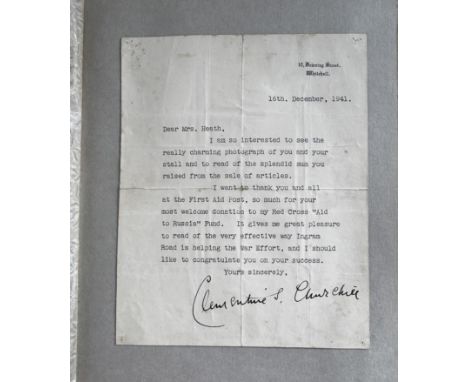 10, Downing Street,
Whitehall.
16th. December, 1941.
Dear Mrs. Heath,
I am so interested to see the
really charming photograph of you and your
stall and to read of the splendid sum you
raised from the sale of articles.
I want to thank you and all
at the First Aid Post, so much for your
most welcome donation to my Red Cross "Aid
to Russia" Fund. It gives me great pleasure
to read of the very effective way Ingram
Road is helping the War Effort, and I should
like to congratulate you on your success.
Yours sincerely,
Clementine S. Churchill